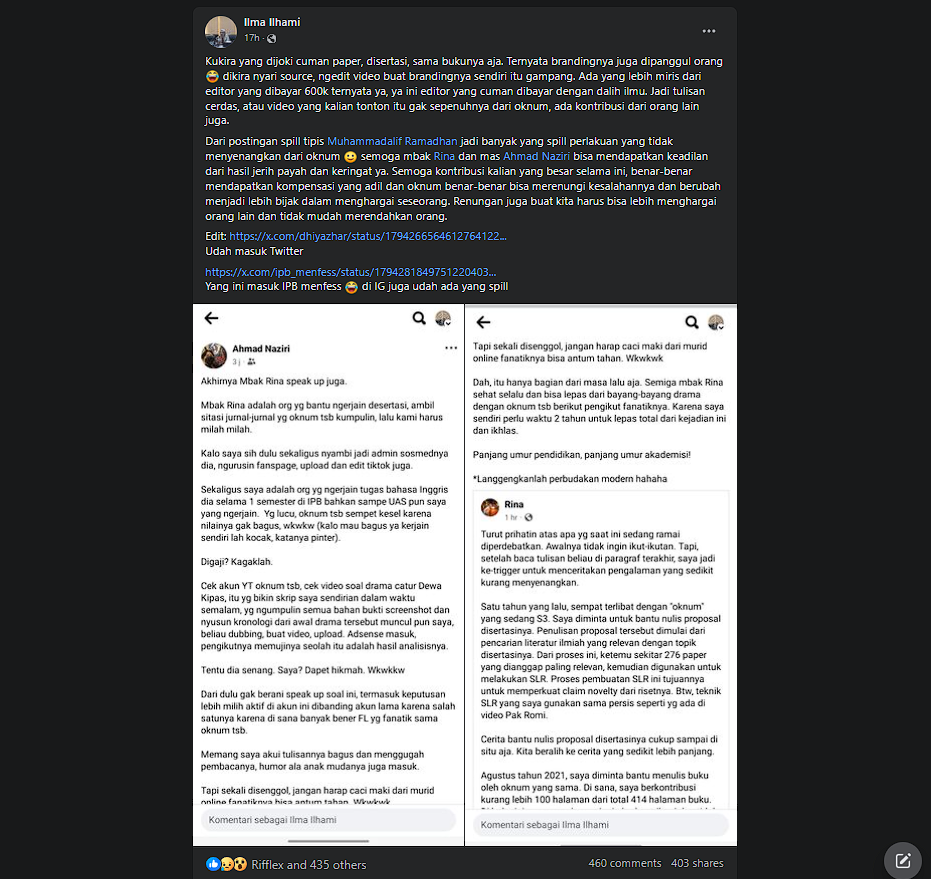 Ilma Ilhami
17h ·
Kukira yang dijoki cuman paper, disertasi, sama bukunya aja. Ternyata brandingnya juga dipanggul orang
😂 dikira nyari source, ngedit video buat brandingnya sendiri itu gampang. Ada yang lebih miris dari
editor yang dibayar 600k ternyata ya, ya ini editor yang cuman dibayar dengan dalih ilmu. Jadi tulisan
cerdas, atau video yang kalian tonton itu gak sepenuhnya dari oknum, ada kontribusi dari orang lain
juga.
Dari postingan spill tipis Muhammadalif Ramadhan jadi banyak yang spill perlakuan yang tidak
menyenangkan dari oknum 🙂 semoga mbak Rina dan mas Ahmad Naziri bisa mendapatkan keadilan
dari hasil jerih payah dan keringat ya. Semoga kontribusi kalian yang besar selama ini, benar-benar
mendapatkan kompensasi yang adil dan oknum benar-benar bisa merenungi kesalahannya dan berubah
menjadi lebih bijak dalam menghargai seseorang. Renungan juga buat kita harus bisa lebih menghargai
orang lain dan tidak mudah merendahkan orang.
Edit: https://x.com/dhiyazhar/status/1794266564612764122...
Udah masuk Twitter
https://x.com/ipb_menfess/status/1794281849751220403...
Yang ini masuk IPB menfess 😂 di IG juga udah ada yang spill
Ahmad Naziri
3 j ·
Akhirnya Mbak Rina speak up juga.
Mbak Rina adalah org yg bantu ngerjain desertasi, ambil
sitasi jurnal-jurnal yg oknum tsb kumpulin, lalu kami harus
milah milah.
Kalo saya sih dulu sekaligus nyambi jadi admin sosmednya
dia, ngurusin fanspage, upload dan edit tiktok juga.
Sekaligus saya adalah org yg ngerjain tugas bahasa Inggris
dia selama 1 semester di IPB bahkan sampe UAS pun saya
yang ngerjain. Yg lucu, oknum tsb sempet kesel karena
nilainya gak bagus, wkwkw (kalo mau bagus ya kerjain
sendiri lah kocak, katanya pinter).
Digaji? Kagaklah.
Cek akun YT oknum tsb, cek video soal drama catur Dewa
Kipas, itu yg bikin skrip saya sendirian dalam waktu
semalam, yg ngumpulin semua bahan bukti screenshot dan
nyusun kronologi dari awal drama tersebut muncul pun saya,
beliau dubbing, buat video, upload. Adsense masuk,
pengikutnya memujinya seolah itu adalah hasil analisisnya.
Tentu dia senang. Saya? Dapet hikmah. Wkwkkw
Dari dulu gak berani speak up soal ini, termasuk keputusan
lebih milih aktif di akun ini dibanding akun lama karena salah
satunya karena di sana banyak bener FL yg fanatik sama
oknum tsb.
Memang saya akui tulisannya bagus dan menggugah
pembacanya, humor ala anak mudanya juga masuk.
Tapi sekali disenggol, jangan harap caci maki dari murid
online fanatiknya bisa antum tahan. Wkwkwk
Komentari sebagai Ilma Ilhami
Tapi sekali disenggol, jangan harap caci maki dari murid
online fanatiknya bisa antum tahan. Wkwkwk
Dah, itu hanya bagian dari masa lalu aja. Semiga mbak Rina
sehat selalu dan bisa lepas dari bayang-bayang drama
dengan oknum tsb berikut pengikut fanatiknya. Karena saya
sendiri perlu waktu 2 tahun untuk lepas total dari kejadian ini
dan ikhlas.
Panjang umur pendidikan, panjang umur akademisi!
*Langgengkanlah perbudakan modern hahaha
Rina
1 hr ·
Turut prihatin atas apa yg saat ini sedang ramai
diperdebatkan. Awalnya tidak ingin ikut-ikutan. Tapi,
setelah baca tulisan beliau di paragraf terakhir, saya jadi
ke-trigger untuk menceritakan pengalaman yang sedikit
kurang menyenangkan.
Satu tahun yang lalu, sempat terlibat dengan "oknum"
yang sedang S3. Saya diminta untuk bantu nulis proposal
disertasinya. Penulisan proposal tersebut dimulai dari
pencarian literatur ilmiah yang relevan dengan topik
disertasinya. Dari proses ini, ketemu sekitar 276 paper
yang dianggap paling relevan, kemudian digunakan untuk
melakukan SLR. Proses pembuatan SLR ini tujuannya
untuk memperkuat claim novelty dari risetnya. Btw, teknik
SLR yang saya gunakan sama persis seperti yg ada di
video Pak Romi.
Cerita bantu nulis proposal disertasinya cukup sampai di
situ aja. Kita beralih ke cerita yang sedikit lebih panjang.
Agustus tahun 2021, saya diminta bantu menulis buku
oleh oknum yang sama. Di sana, saya berkontribusi
kurang lebih 100 halaman dari total 414 halaman buku.
Komentari sebagai Ilma Ilhami
Rifflex and 435 others
460 comments 403 shares